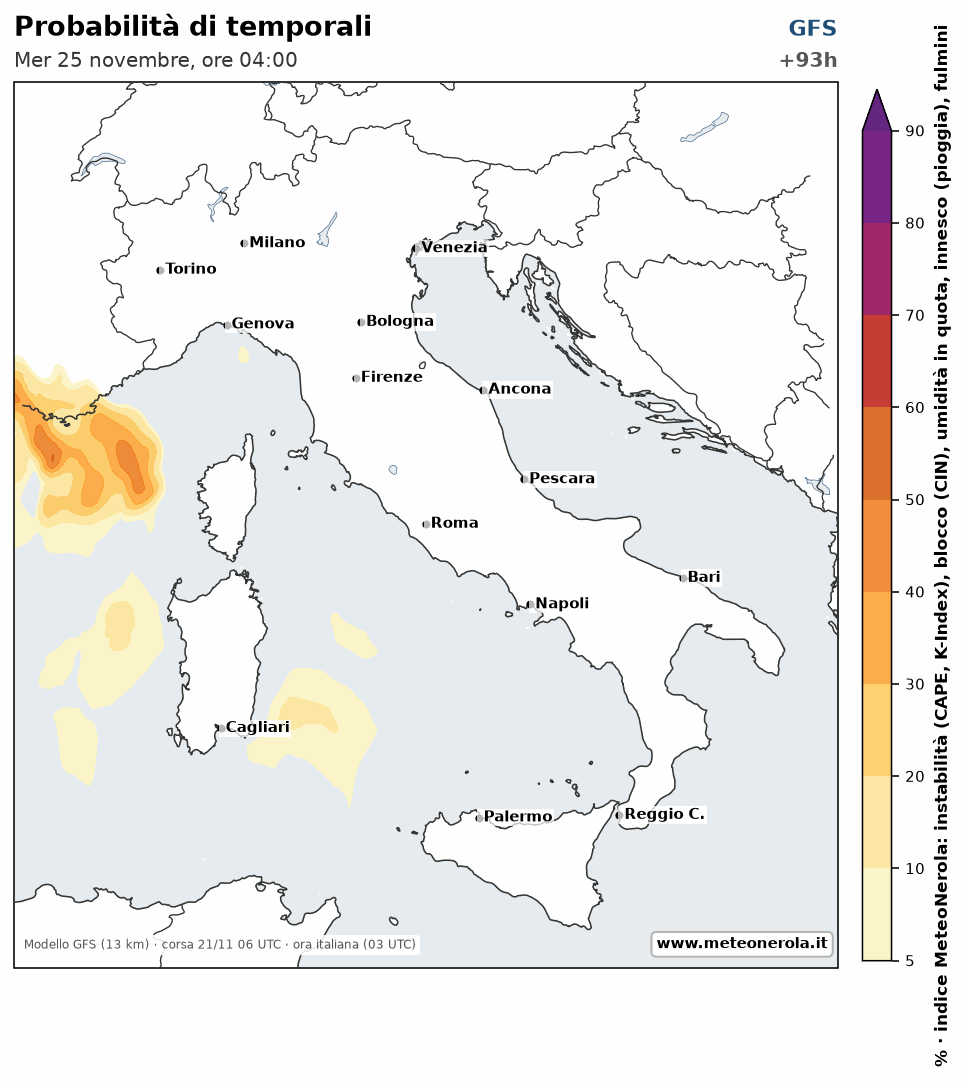 Probabilità di temporali
GFS
Mer 25 novembre, ore 04:00
+93h
Milano
Venezia
Torino
Genova
Bologna
Firenze
Ancona
Pescara
Roma
Bari
Napoli
Cagliari
Palermo
Reggio C.
Modello GFS (13 km) · corsa 21/11 06 UTC · ora italiana (03 UTC)
www.meteonerola.it
90
80
70
60
50
40
30
20
10
5
% · indice MeteoNerola: instabilità (CAPE, K-Index), blocco (CIN), umidità in quota, innesco (pioggia), fulmini